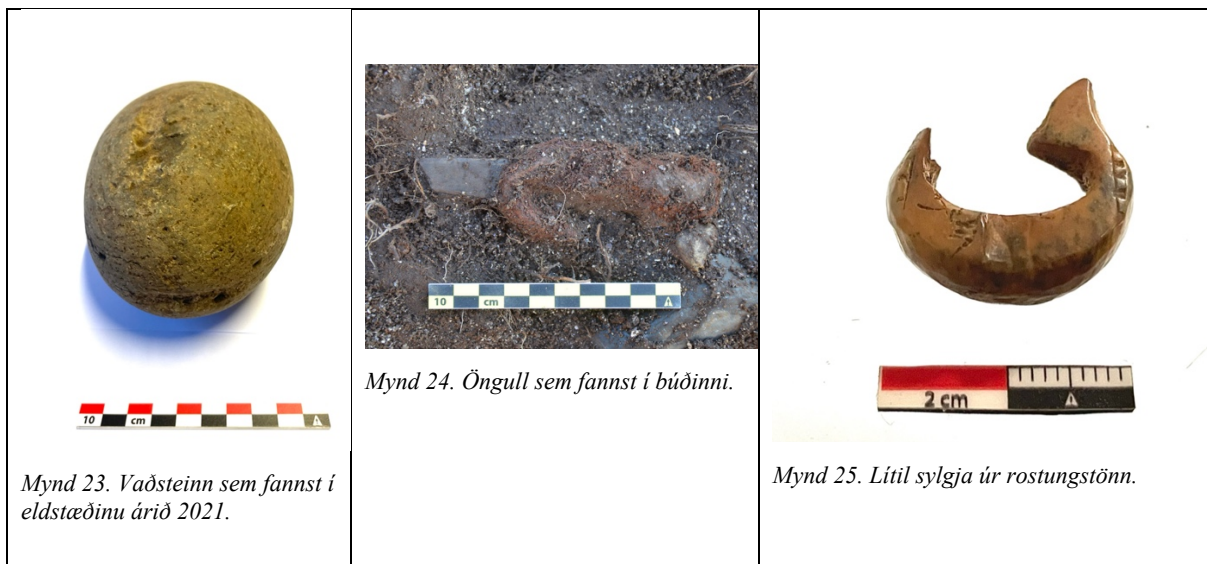 10 cm
Mynd 23. Vaðsteinn sem fannst í
eldstæðinu árið 2021.
10 cm
Mynd 24. Öngull sem fannst í búðinni.
2 cm
Mynd 25. Lítil sylgja úr rostungstönn.